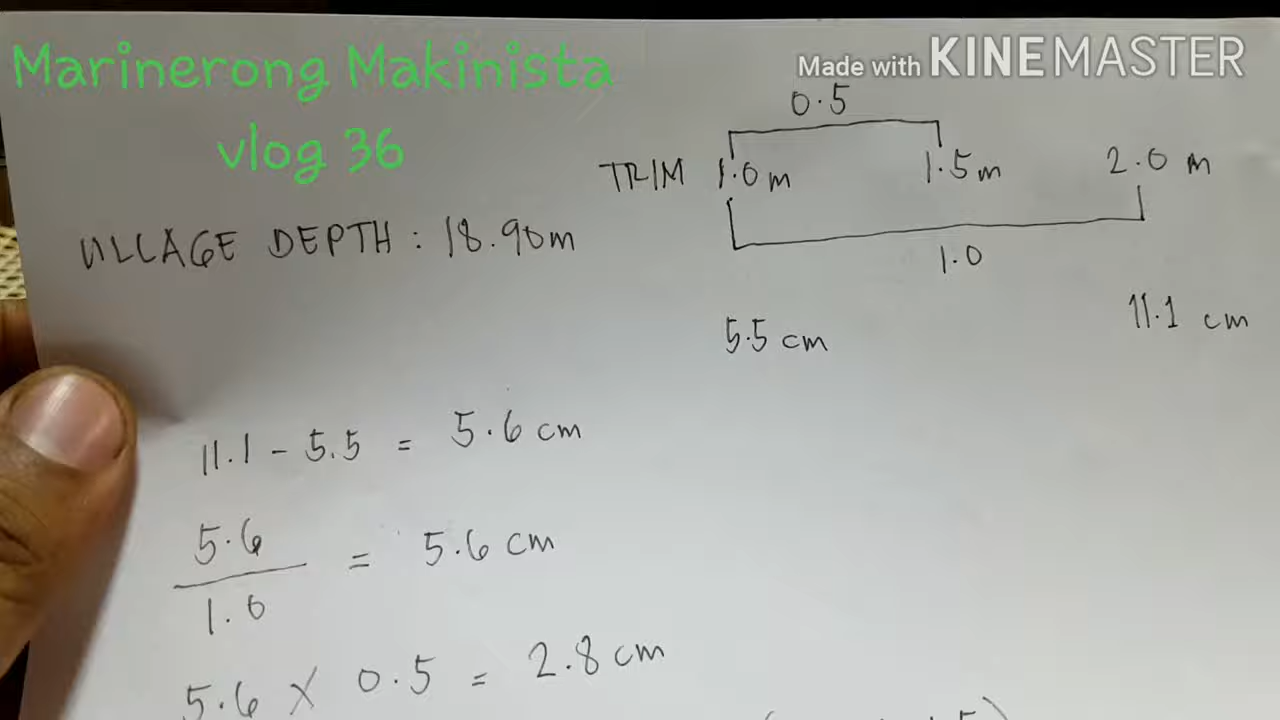 Marinerong Makinista
vlog 36
Made with KINEMASTER
0.5
TRIM 1.0 m 1.5 m 2.0 m
1.0
ULLAGE DEPTH : 18.90m
5.5 cm 11.1 cm
11.1 - 5.5 = 5.6 cm
5.6
1.0
= 5.6 cm
5.6 X 0.5 = 2.8 cm